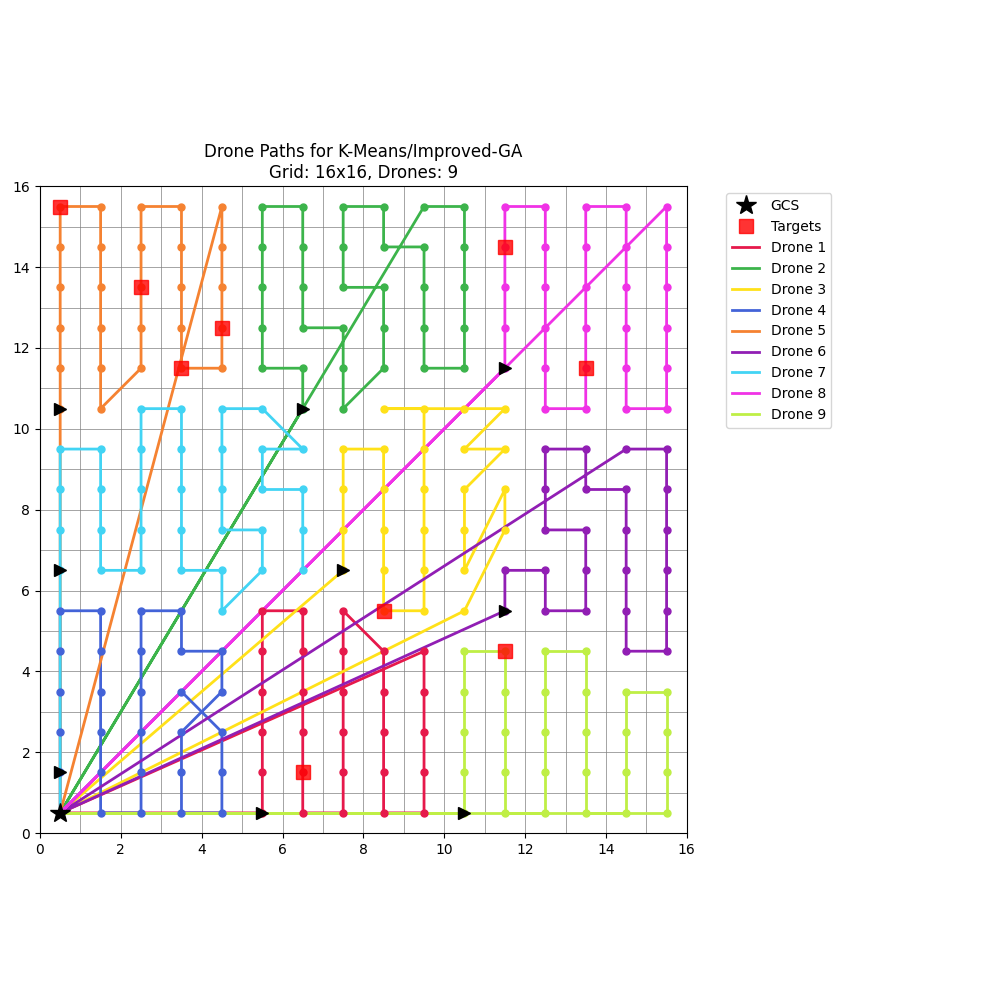 Drone Paths for K-Means/Improved-GA
Grid: 16x16, Drones: 9
16
14
12
10
8
6
4
2
0
0 2 4 6 8 10 12 14 16
GCS
Targets
Drone 1
Drone 2
Drone 3
Drone 4
Drone 5
Drone 6
Drone 7
Drone 8
Drone 9